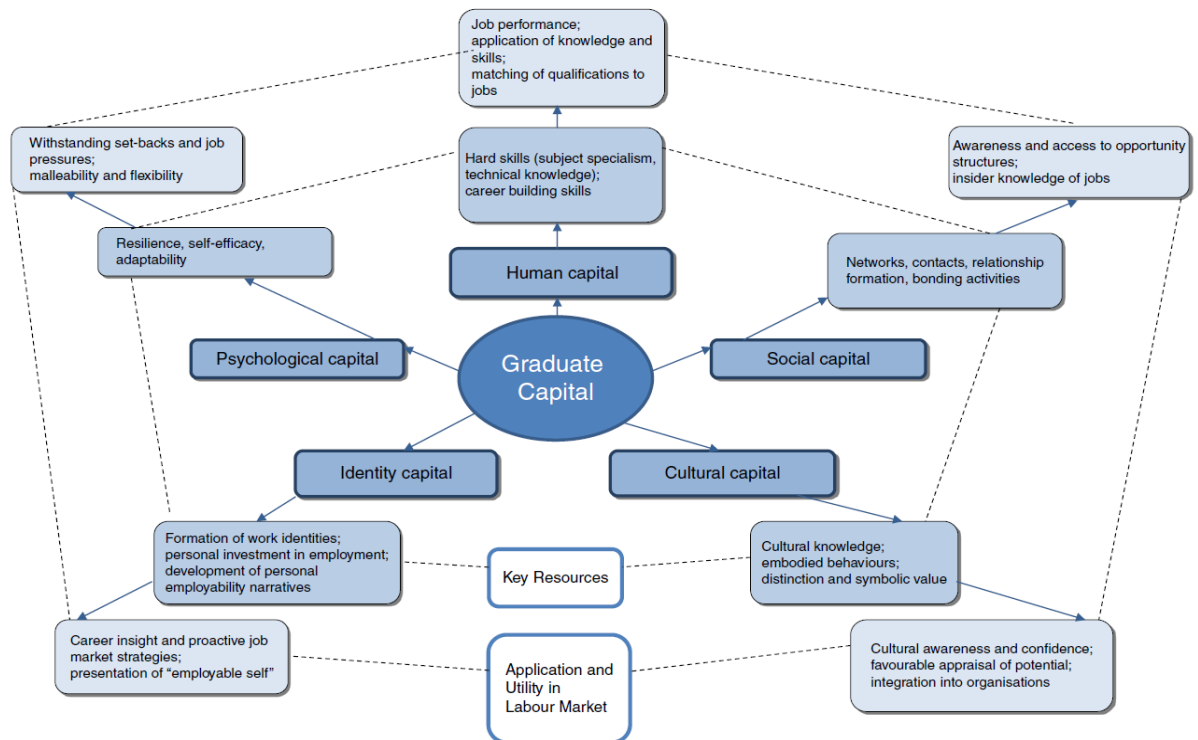 Job performance;
application of knowledge and
skills;
matching of qualifications to
jobs
Withstanding set-backs and job
pressures;
malleability and flexibility
Hard skills (subject specialism,
technical knowledge);
career building skills
Awareness and access to opportunity
structures;
insider knowledge of jobs
Resilience, self-efficacy,
adaptability
Human capital
Networks, contacts, relationship
formation, bonding activities
Psychological capital
Graduate
Capital
Social capital
Identity capital
Cultural capital
Formation of work identities;
personal investment in employment;
development of personal
employability narratives
Key Resources
Cultural knowledge;
embodied behaviours;
distinction and symbolic value
Career insight and proactive job
market strategies;
presentation of “employable self”
Application and
Utility in
Labour Market
Cultural awareness and confidence;
favourable appraisal of potential;
integration into organisations